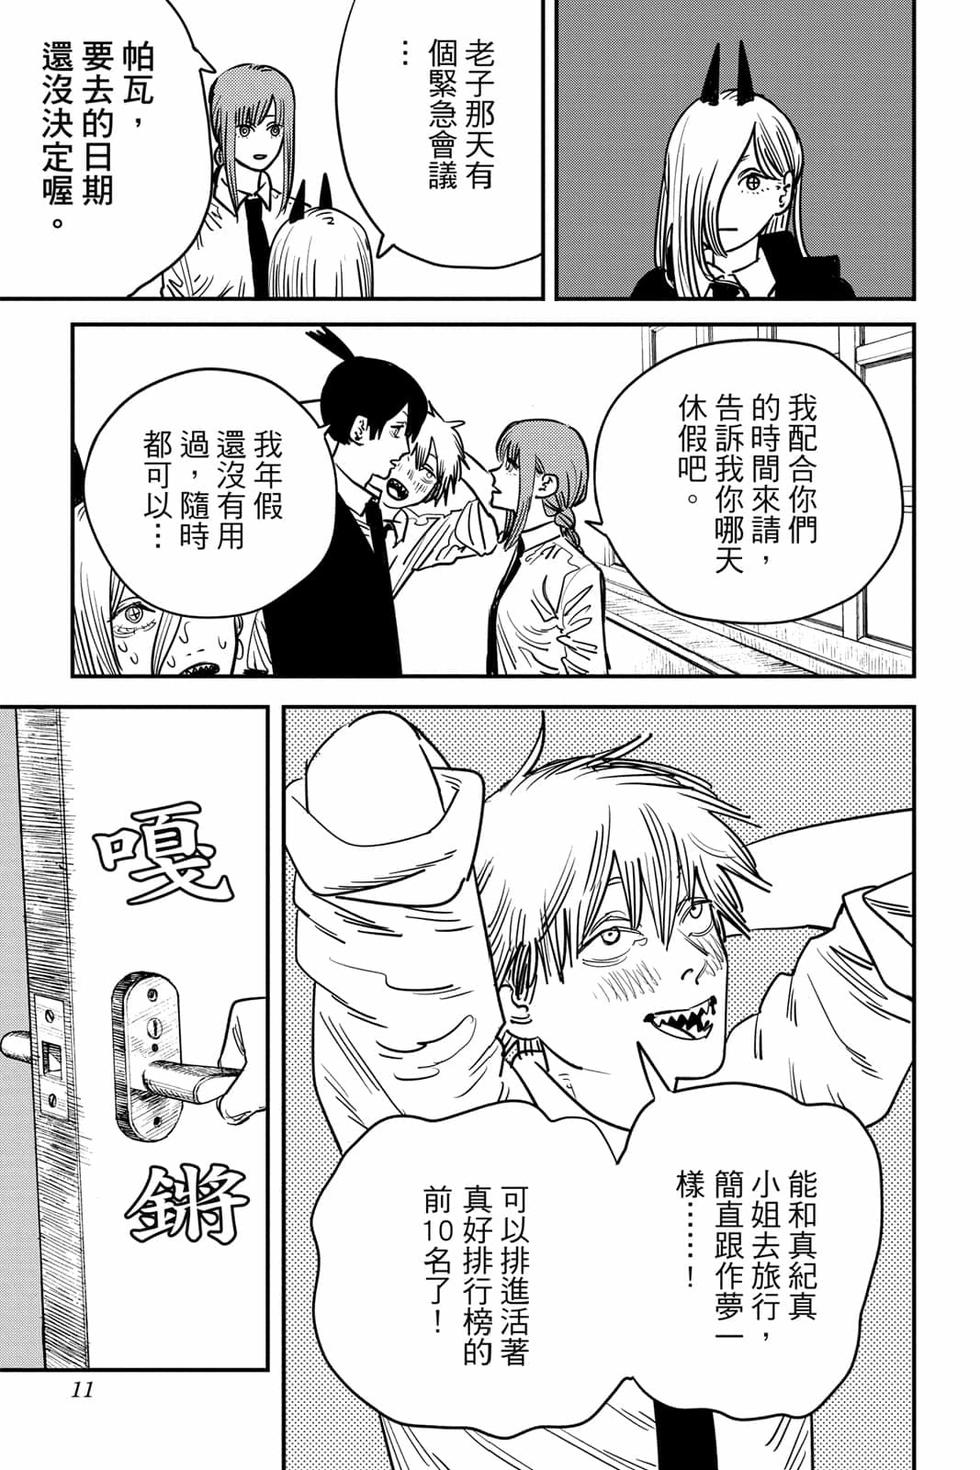 老子那天有
個緊急會議
…
帕瓦，
要去的日期
還沒決定喔。
我配合你們
的時間來請，
告訴我你哪天
休假吧。
我年假
還沒有用
過，隨時
都可以…
能和真紀真
小姐去旅行，
簡直跟作夢一
樣……！
可以排進活著
真好排行榜的
前10名了！
嘎
鏘
11